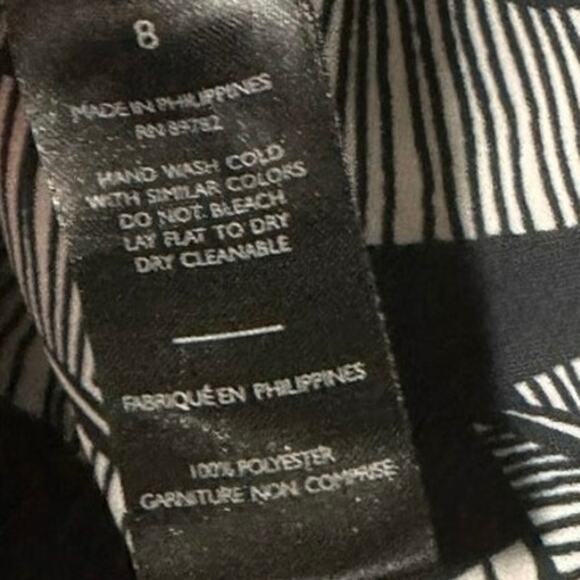 8
MADE IN PHILIPPINES
RN 89782
HAND WASH COLD
WITH SIMILAR COLORS
DO NOT BLEACH
LAY FLAT TO DRY
DRY CLEANABLE
FABRIQUÉ EN PHILIPPINES
100% POLYESTER
GARNITURE NON COMPRISE